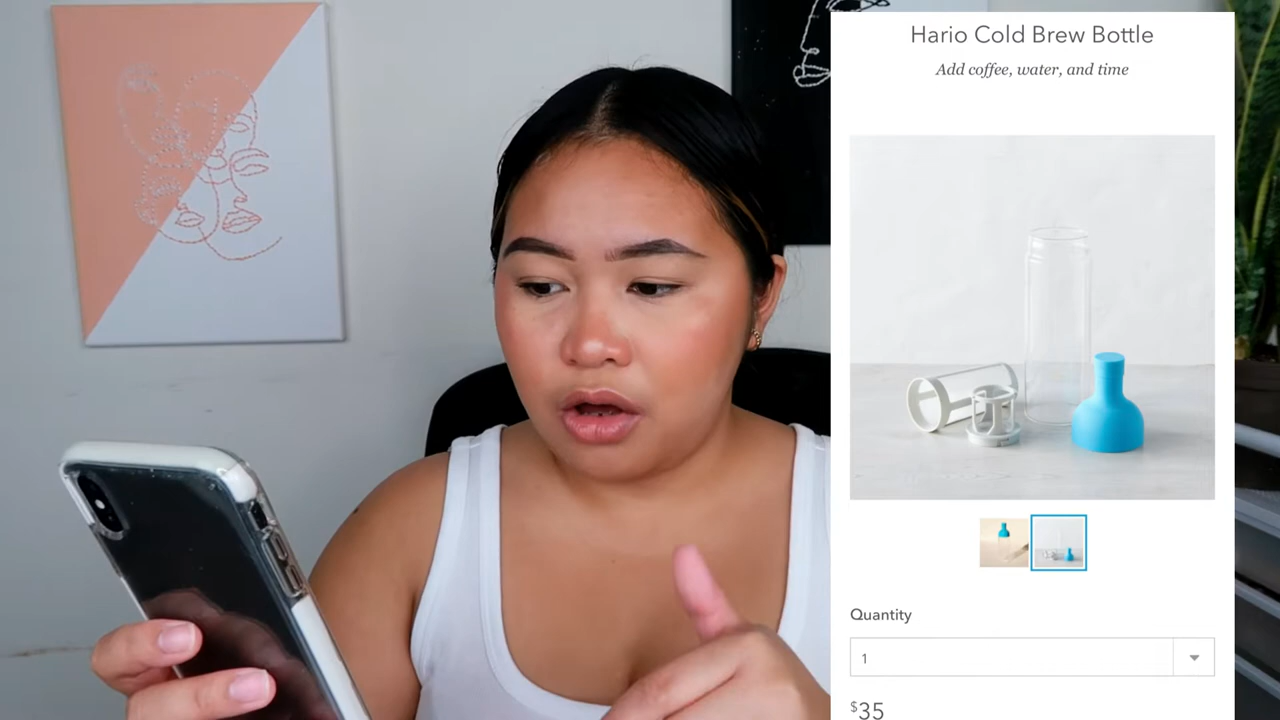 Hario Cold Brew Bottle
Add coffee, water, and time
Quantity
1
$35